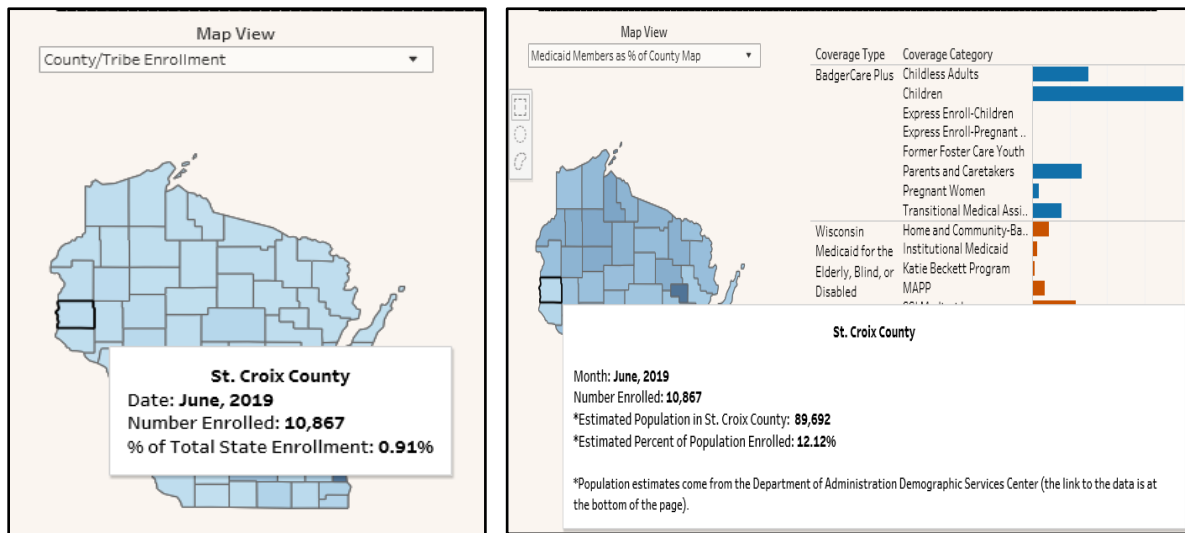 Map View
County/Tribe Enrollment
St. Croix County
Date: June, 2019
Number Enrolled: 10,867
% of Total State Enrollment: 0.91%
Map View
Medicaid Members as % of County Map
Coverage Type Coverage Category
BadgerCare Plus Childless Adults
Children
Express Enroll-Children
Express Enroll-Pregnant ..
Former Foster Care Youth
Parents and Caretakers
Pregnant Women
Transitional Medical Assi..
Wisconsin Home and Community-Ba..
Medicaid for the Institutional Medicaid
Elderly, Blind, or Katie Beckett Program
Disabled MAPP
St. Croix County
Month: June, 2019
Number Enrolled: 10,867
*Estimated Population in St. Croix County: 89,692
*Estimated Percent of Population Enrolled: 12.12%
*Population estimates come from the Department of Administration Demographic Services Center (the link to the data is at
the bottom of the page).